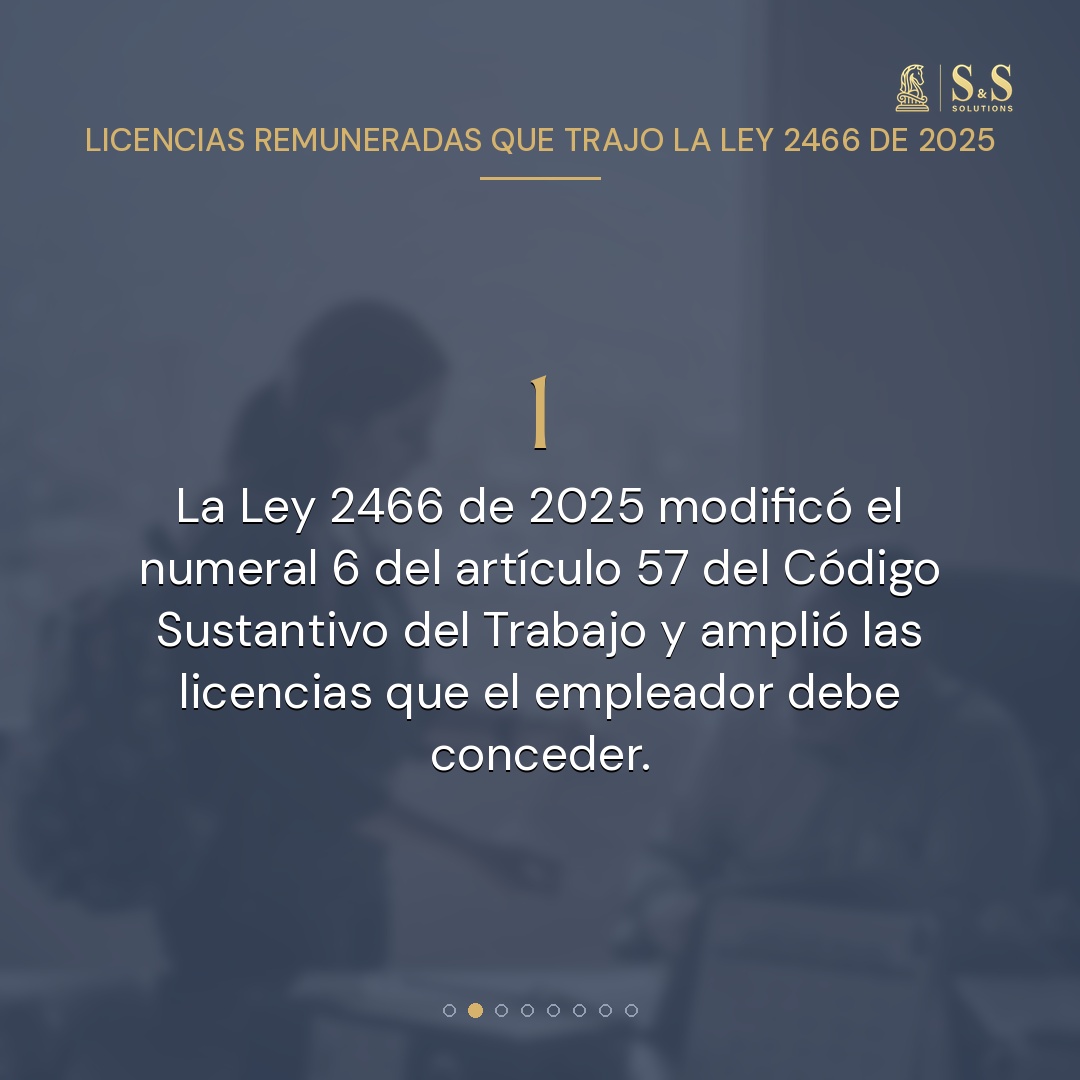 S&S
SOLUTIONS
LICENCIAS REMUNERADAS QUE TRAJO LA LEY 2466 DE 2025
1
La Ley 2466 de 2025 modificó el
numeral 6 del artículo 57 del Código
Sustantivo del Trabajo y amplió las
licencias que el empleador debe
conceder.